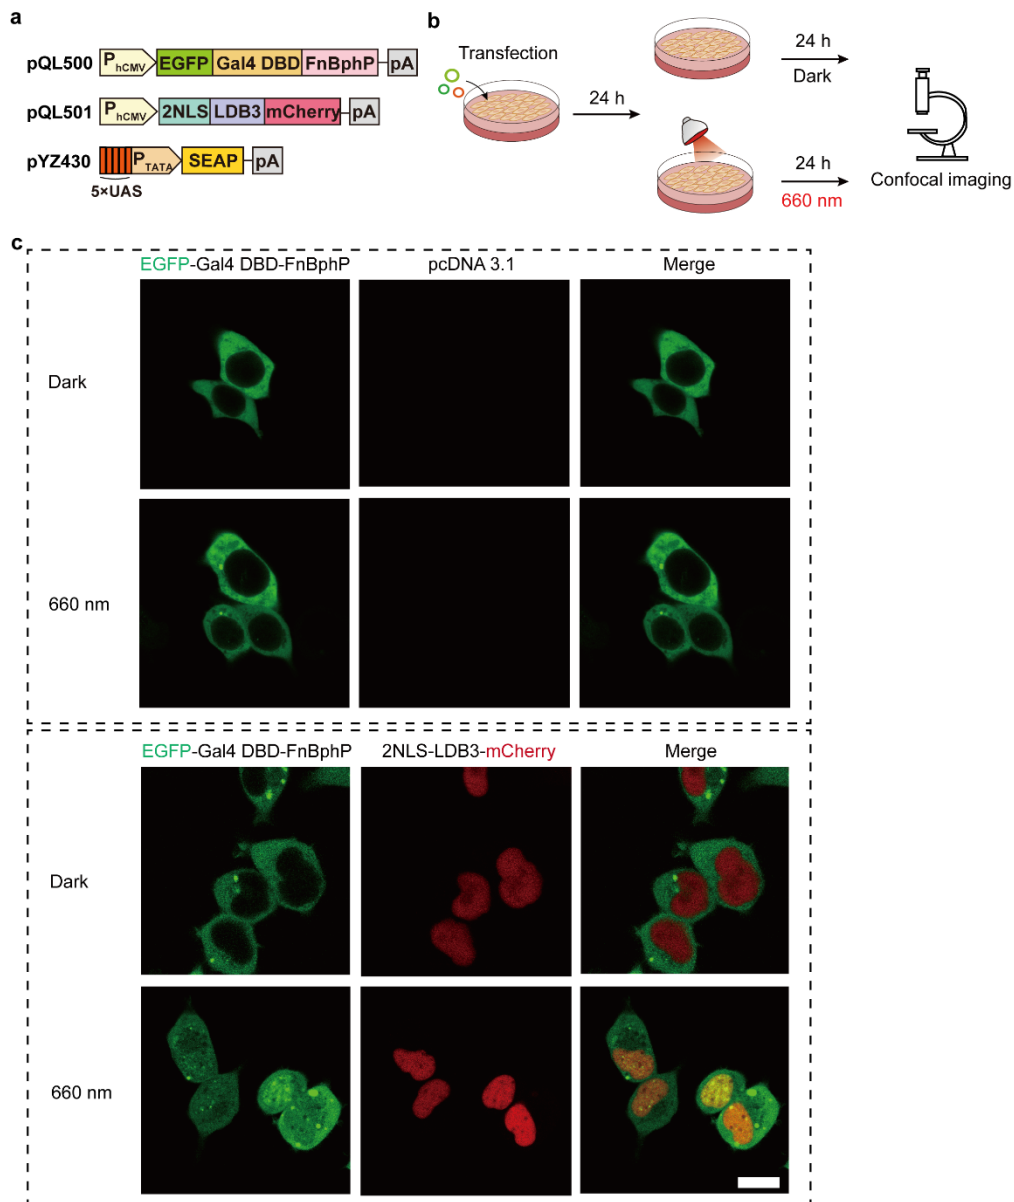 a
pQL500 PhCMV EGFP Gal4 DBD FnBphP pA
pQL501 PhCMV 2NLS LDB3 mCherry pA
pYZ430 PTATA SEAP pA
5×UAS
b
Transfection
24 h
24 h
Dark
24 h
660 nm
Confocal imaging
c
EGFP-Gal4 DBD-FnBphP pcDNA 3.1 Merge
Dark
660 nm
EGFP-Gal4 DBD-FnBphP 2NLS-LDB3-mCherry Merge
Dark
660 nm